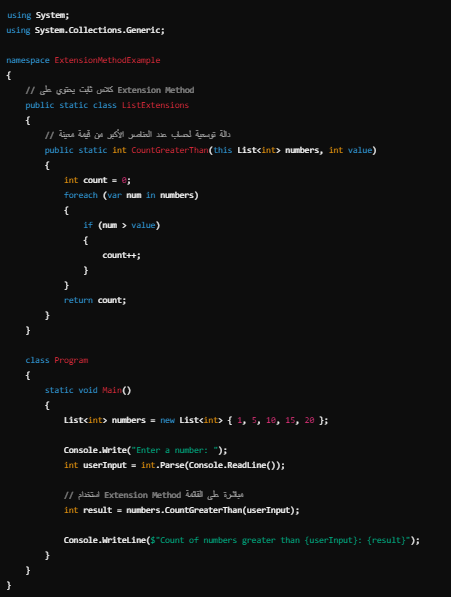 using System;
using System.Collections.Generic;

namespace ExtensionMethodExample
{
    // كلاس ثابت يحتوي على Extension Method
    public static class ListExtensions
    {
        // دالة توسعية لحساب عدد العناصر الأكبر من قيمة معينة
        public static int CountGreaterThan(this List<int> numbers, int value)
        {
            int count = 0;
            foreach (var num in numbers)
            {
                if (num > value)
                {
                    count++;
                }
            }
            return count;
        }
    }

    class Program
    {
        static void Main()
        {
            List<int> numbers = new List<int> { 1, 5, 10, 15, 20 };

            Console.Write("Enter a number: ");
            int userInput = int.Parse(Console.ReadLine());

            // استخدام Extension Method مباشرة على القائمة
            int result = numbers.CountGreaterThan(userInput);

            Console.WriteLine($"Count of numbers greater than {userInput}: {result}");
        }
    }
}